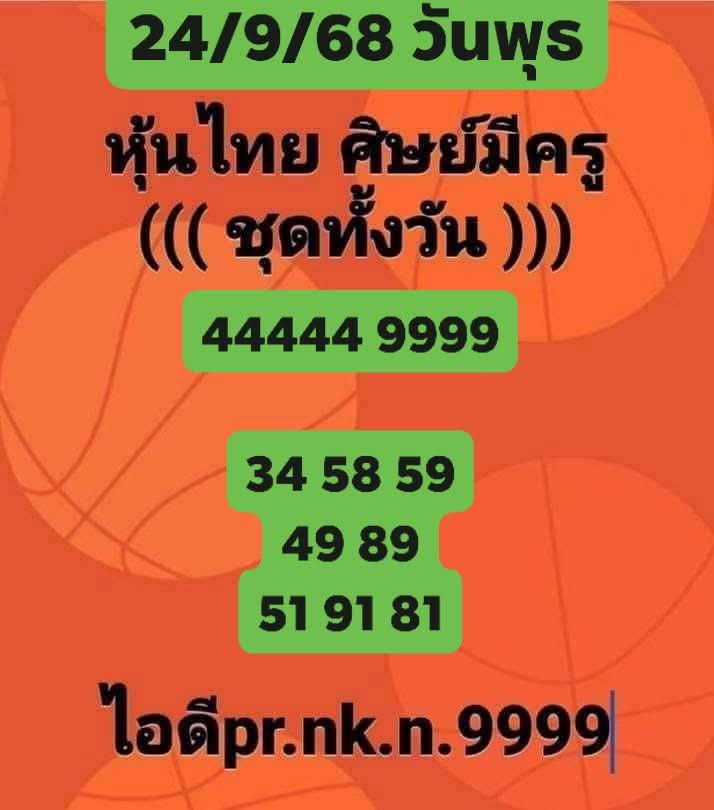 24/9/68 วันพุธ
หุ้นไทย ศิษย์มีครู
((( ชุดทั้งวัน )))
44444 9999
34 58 59
49 89
51 91 81
ไอดีpr.nk.n.9999